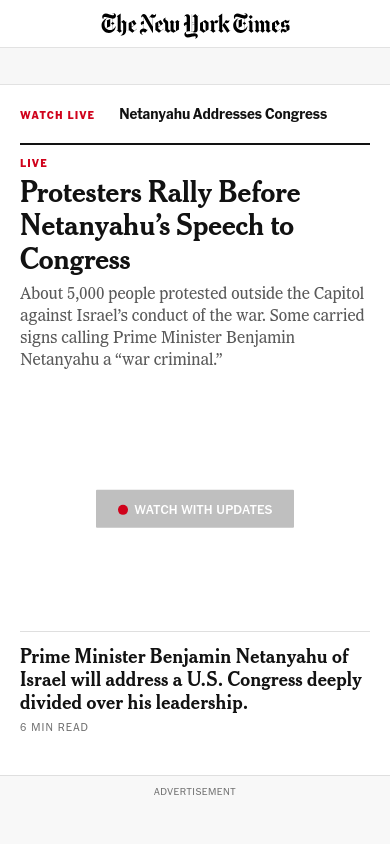 The New York Times
WATCH LIVE Netanyahu Addresses Congress
LIVE
Protesters Rally Before
Netanyahu’s Speech to
Congress
About 5,000 people protested outside the Capitol
against Israel’s conduct of the war. Some carried
signs calling Prime Minister Benjamin
Netanyahu a “war criminal.”
WATCH WITH UPDATES
Prime Minister Benjamin Netanyahu of
Israel will address a U.S. Congress deeply
divided over his leadership.
6 MIN READ
ADVERTISEMENT